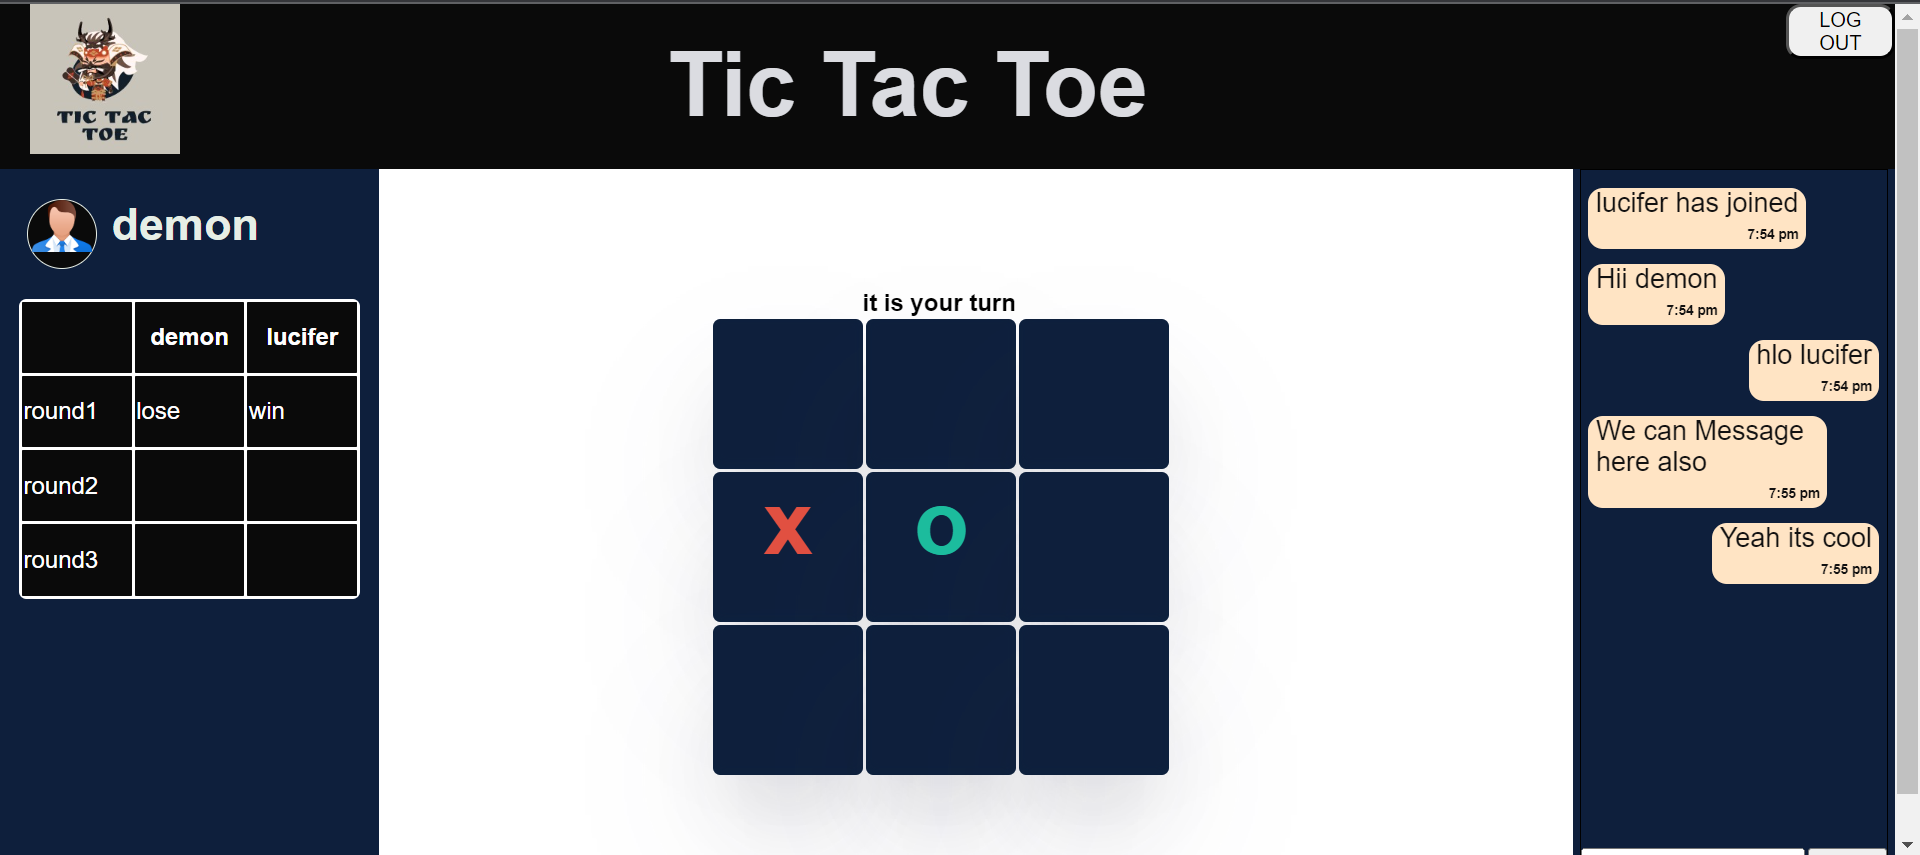 TIC TAC
TOE
Tic Tac Toe
LOG
OUT
demon
demon lucifer
round1 lose win
round2
round3
it is your turn
X O
lucifer has joined
7:54 pm
Hii demon
7:54 pm
hlo lucifer
7:54 pm
We can Message
here also
7:55 pm
Yeah its cool
7:55 pm